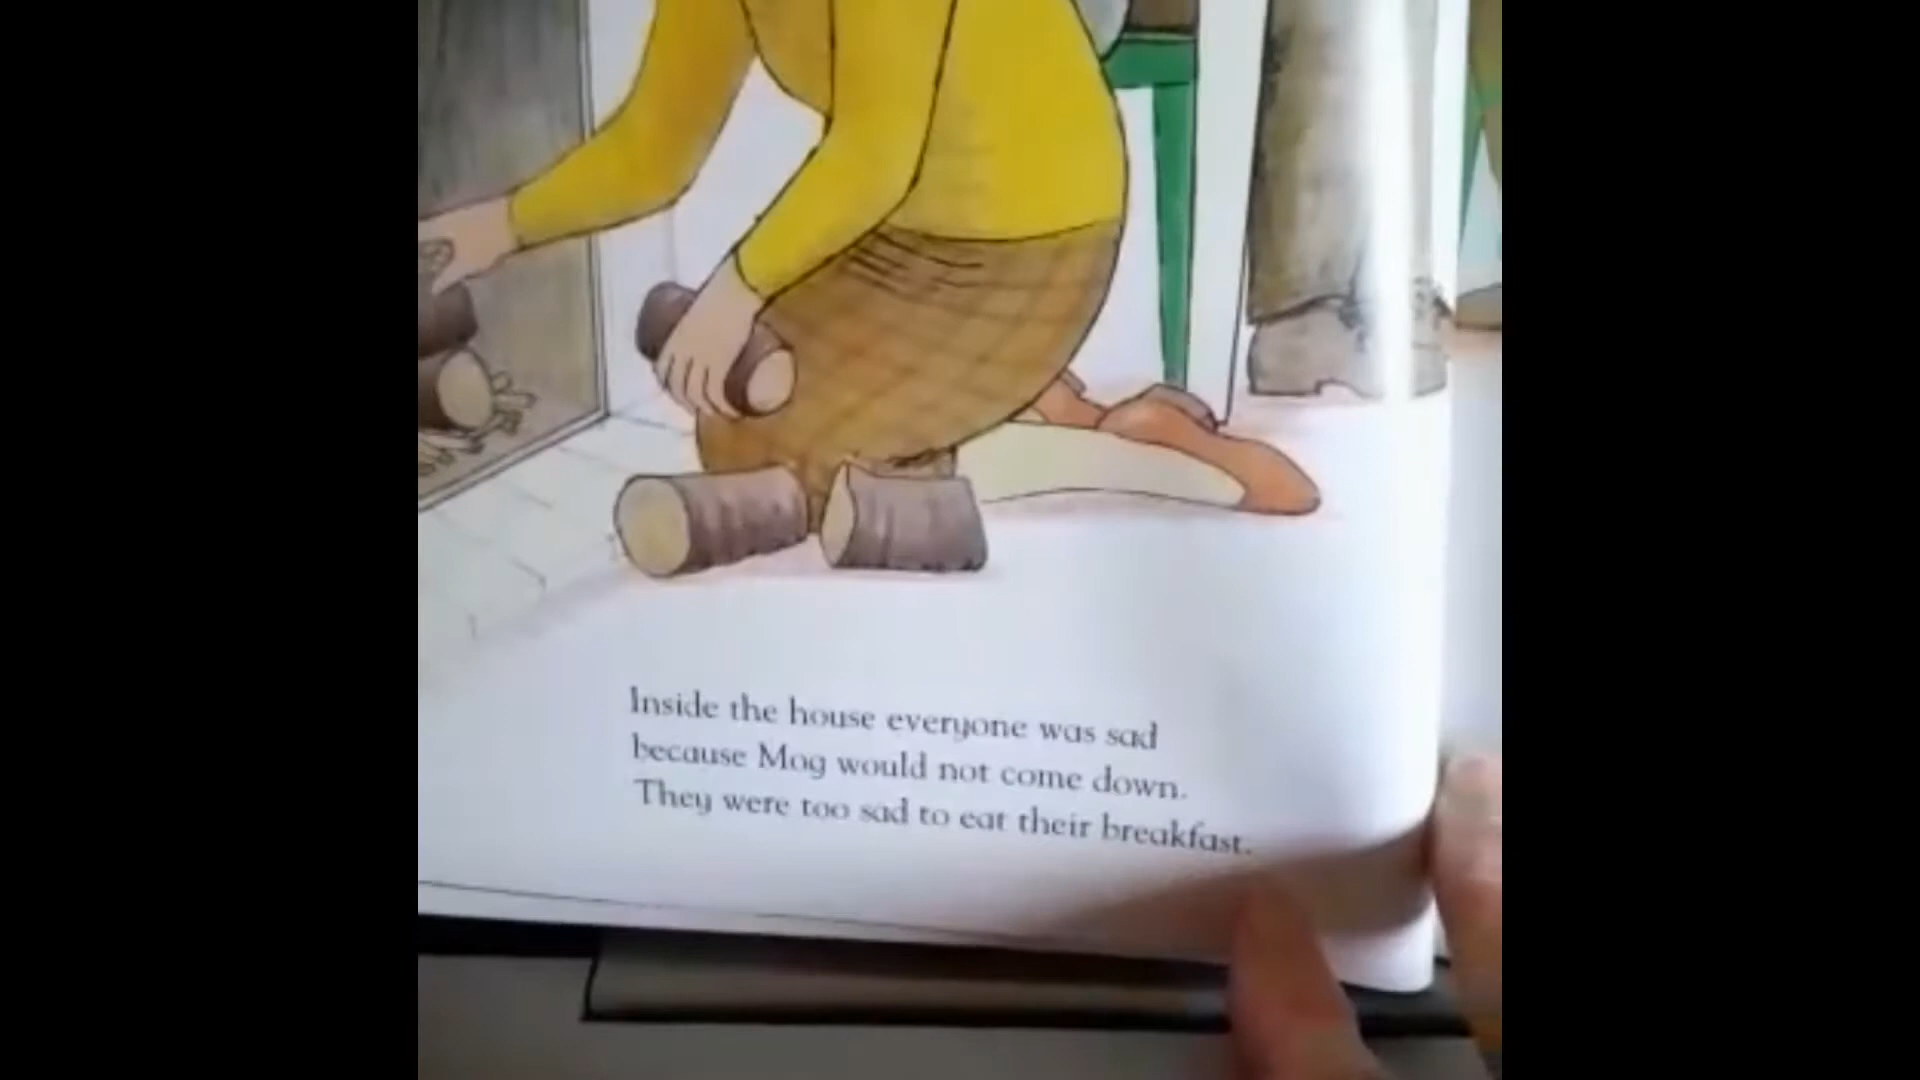 Inside the house everyone was sad
because Mog would not come down.
They were too sad to eat their breakfast.